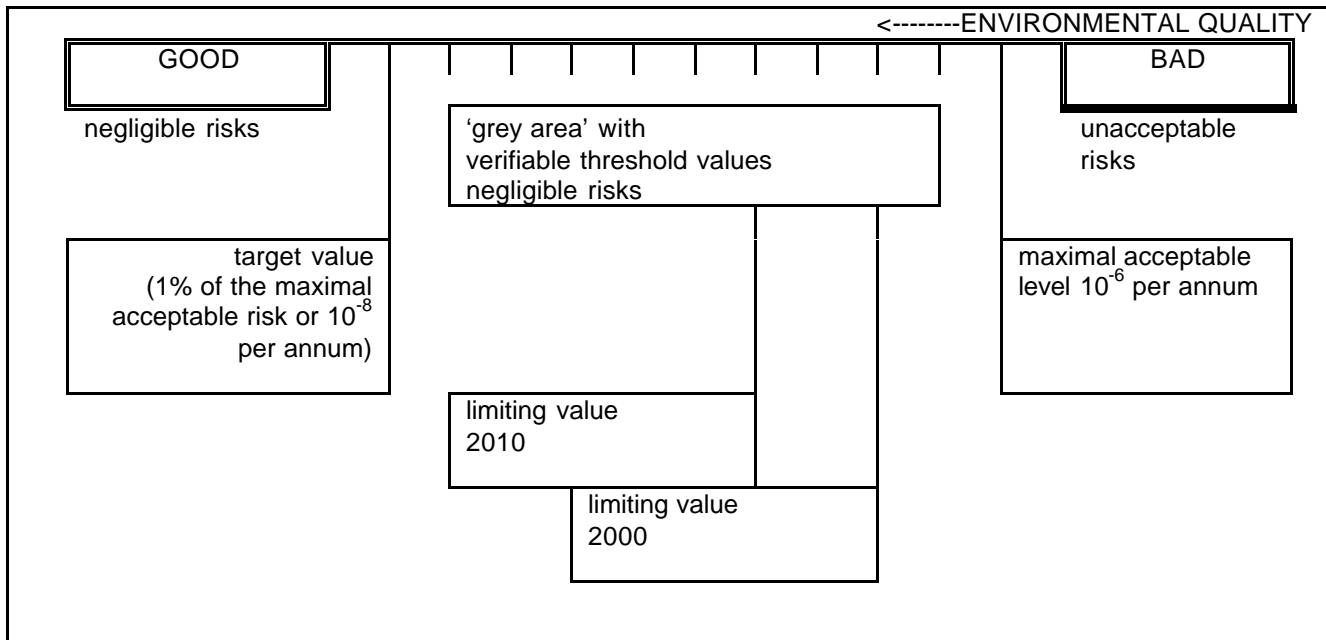 <--------ENVIRONMENTAL QUALITY
GOOD
BAD
negligible risks
‘grey area’ with
verifiable threshold values
negligible risks
unacceptable
risks
target value
(1% of the maximal
acceptable risk or 10⁻⁸
per annum)
maximal acceptable
level 10⁻⁶ per annum
limiting value
2010
limiting value
2000